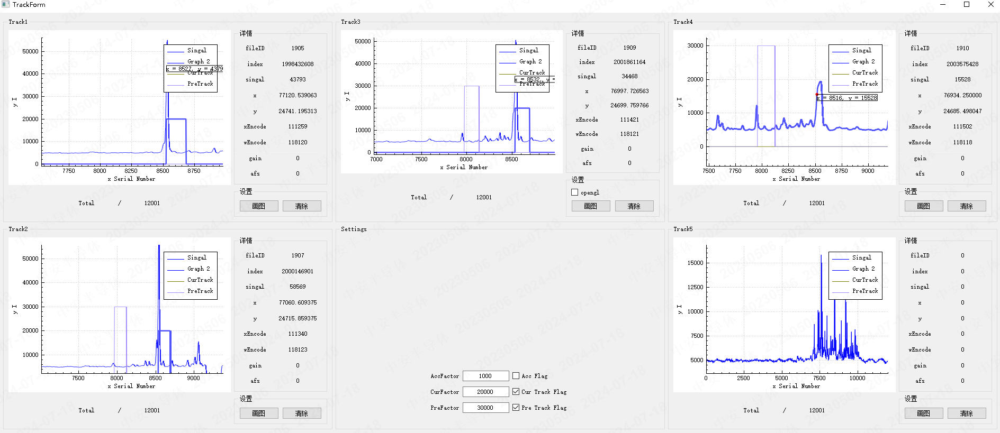 TrackForm
Track1
50000
40000
30000
20000
10000
0
7750
8000
8250
8500
8750
y I
x Serial Number
Singal
Graph 2
x = 8527, y = 4379
CurTrack
PreTrack
Total / 12001
详情
fileID 1905
index 1998432608
singal 43793
x 77120.539063
y 24741.195313
xEncode 111259
wEncode 118120
gain 0
afs 0
设置
画图 清除
Track3
50000
40000
30000
20000
10000
0
7000
7500
8000
8500
y I
x Serial Number
Singal
Graph 2
CurTrack
x = 8532, y =
PreTrack
Total / 12001
详情
fileID 1909
index 2001861164
singal 34468
x 76997.726563
y 24699.759766
xEncode 111421
wEncode 118121
gain 0
afs 0
设置
opengl
画图 清除
Track4
30000
20000
10000
0
7500
7750
8000
8250
8500
8750
9000
y I
x Serial Number
Singal
Graph 2
CurTrack
PreTrack
x = 8516, y = 15528
Total / 12001
详情
fileID 1910
index 2003575428
singal 15528
x 76934.250000
y 24685.498047
xEncode 111502
wEncode 118118
gain 0
afs 0
设置
画图 清除
Track2
50000
40000
30000
20000
10000
7500
8000
8500
9000
y I
x Serial Number
Singal
Graph 2
CurTrack
PreTrack
Total / 12001
详情
fileID 1907
index 2000146901
singal 58569
x 77060.609375
y 24715.859375
xEncode 111340
wEncode 118123
gain 0
afs 0
设置
画图 清除
Settings
AccFactor 1000 Acc Flag
CurFactor 20000 Cur Track Flag
PreFactor 30000 Pre Track Flag
Track5
15000
12500
10000
7500
5000
0
2500
5000
7500
10000
y I
x Serial Number
Singal
Graph 2
CurTrack
PreTrack
Total / 12001
详情
fileID 0
index 0
singal 0
x 0
y 0
xEncode 0
wEncode 0
gain 0
afs 0
设置
画图 清除
中安半导体 20230506 2024-07-18